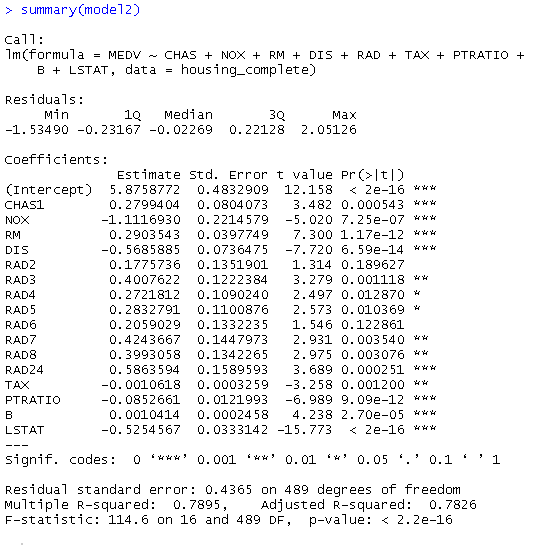 > summary(model2)
Call:
lm(formula = MEDV ~ CHAS + NOX + RM + DIS + RAD + TAX + PTRATIO +
    B + LSTAT, data = housing_complete)
Residuals:
     Min       1Q   Median       3Q      Max
-1.53490 -0.23167 -0.02269  0.22128  2.05126
Coefficients:
              Estimate Std. Error t value Pr(>|t|)
(Intercept)  5.8758772  0.4832909  12.158  < 2e-16 ***
CHAS1        0.2799404  0.0804073   3.482 0.000543 ***
NOX         -1.1116930  0.2214579  -5.020 7.25e-07 ***
RM           0.2903543  0.0397749   7.300 1.17e-12 ***
DIS         -0.5685885  0.0736475  -7.720 6.59e-14 ***
RAD2         0.1775736  0.1351901   1.314 0.189627
RAD3         0.4007622  0.1222384   3.279 0.001118 **
RAD4         0.2721812  0.1090240   2.497 0.012870 *
RAD5         0.2832791  0.1100876   2.573 0.010369 *
RAD6         0.2059029  0.1332235   1.546 0.122861
RAD7         0.4243667  0.1447973   2.931 0.003540 **
RAD8         0.3993058  0.1342265   2.975 0.003076 **
RAD24        0.5863594  0.1589593   3.689 0.000251 ***
TAX         -0.0010618  0.0003259  -3.258 0.001200 **
PTRATIO     -0.0852661  0.0121993  -6.989 9.09e-12 ***
B            0.0010414  0.0002458   4.238 2.70e-05 ***
LSTAT       -0.5254567  0.0333142 -15.773  < 2e-16 ***
---
Signif. codes:  0 ‘***’ 0.001 ‘**’ 0.01 ‘*’ 0.05 ‘.’ 0.1 ‘ ’ 1
Residual standard error: 0.4365 on 489 degrees of freedom
Multiple R-squared:  0.7895,    Adjusted R-squared:  0.7826
F-statistic: 114.6 on 16 and 489 DF,  p-value: < 2.2e-16